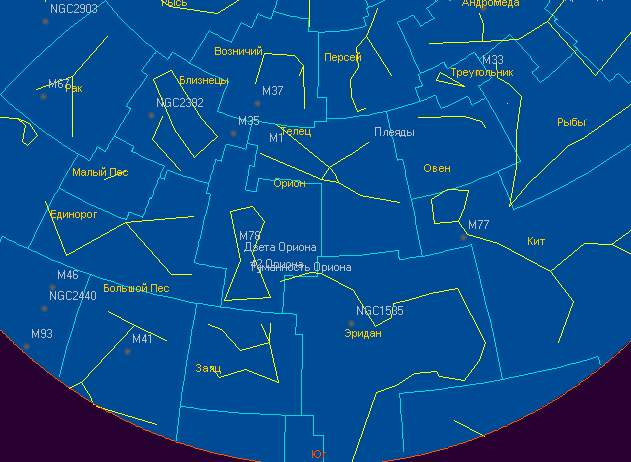 Рысь
Андромеда
NGC2903
Возничий
Персей
M33
Треугольник
Близнецы
M67
Рак
M37
NGC2392
M35
Телец
M1
Плеяды
Рыбы
Малый Пес
Овен
Орион
Единорог
M77
Кит
M78
Дзета Ориона
42 Ориона
Туманность Ориона
M46
NGC2440
Большой Пес
NGC1535
Эридан
M93
M41
Заяц
Юг